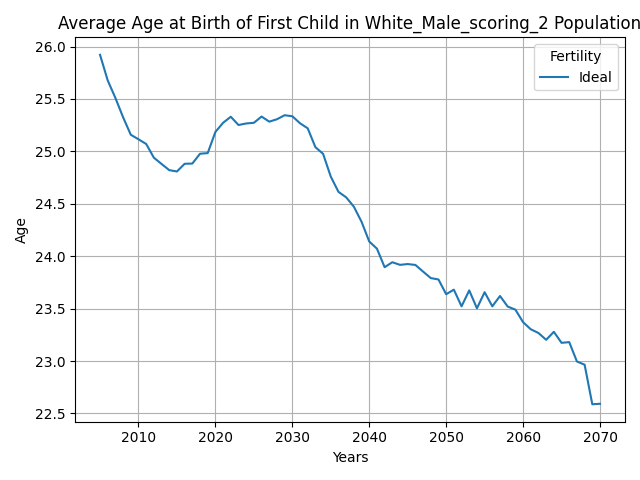 Average Age at Birth of First Child in White_Male_scoring_2 Population
Fertility
Ideal
26.0
25.5
25.0
24.5
24.0
23.5
23.0
22.5
Age
2010 2020 2030 2040 2050 2060 2070
Years